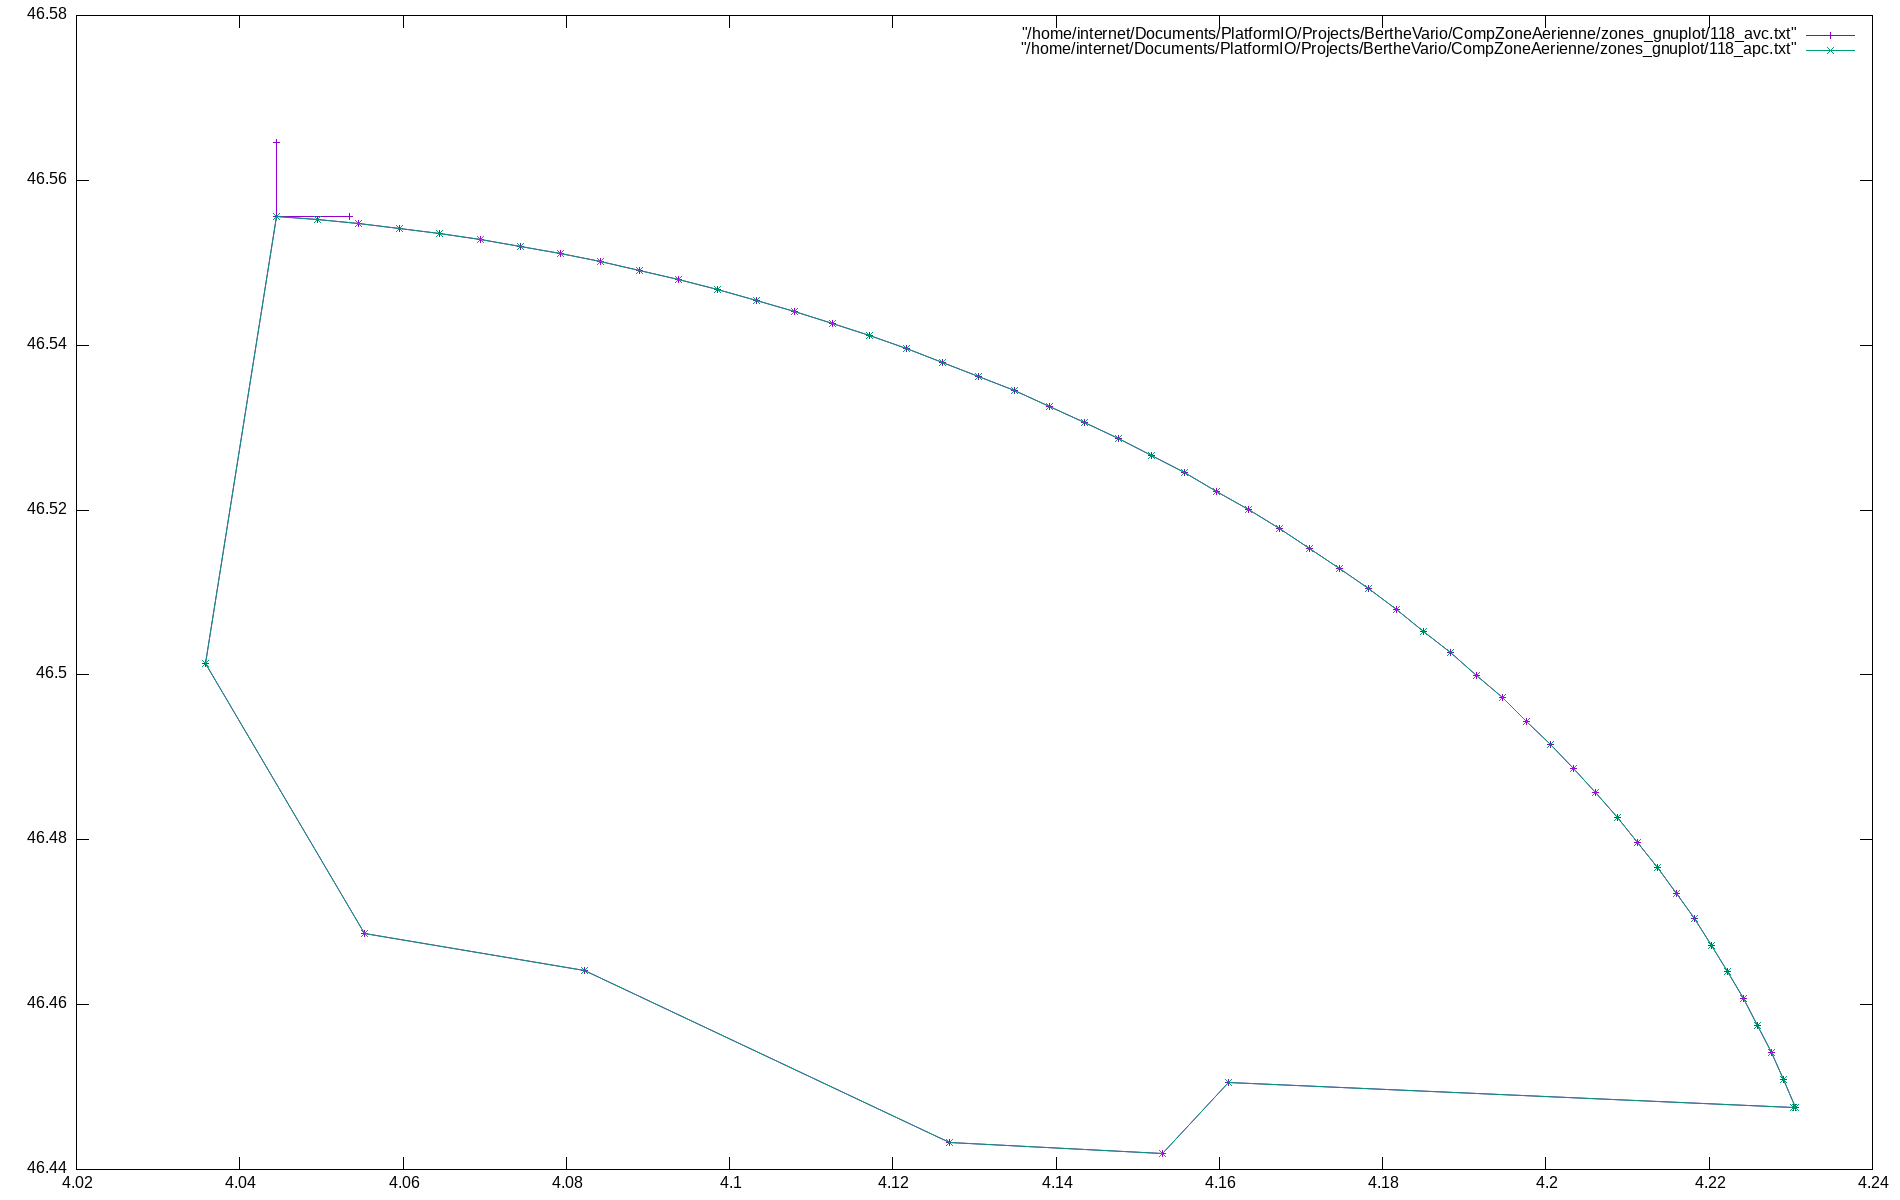 46.58
"/home/internet/Documents/PlatformIO/Projects/BertheVario/CompZoneAerienne/zones_gnuplot/118_avc.txt"
"/home/internet/Documents/PlatformIO/Projects/BertheVario/CompZoneAerienne/zones_gnuplot/118_apc.txt"
46.56
46.54
46.52
46.5
46.48
46.46
46.44
4.02 4.04 4.06 4.08 4.1 4.12 4.14 4.16 4.18 4.2 4.22 4.24